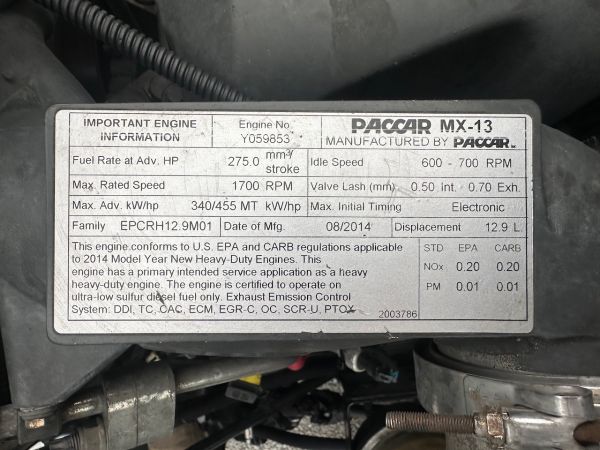 IMPORTANT ENGINE INFORMATION
Engine No. Y059853
PACCAR MX-13
MANUFACTURED BY PACCAR INC
Fuel Rate at Adv. HP 275.0 mm³/stroke Idle Speed 600 - 700 RPM
Max. Rated Speed 1700 RPM Valve Lash (mm) 0.50 Int. 0.70 Exh.
Max. Adv. kW/hp 340/455 MT kW/hp Max. Initial Timing Electronic
Family EPCRH12.9M01 Date of Mfg. 08/2014 Displacement 12.9 L
This engine conforms to U.S. EPA and CARB regulations applicable
to 2014 Model Year New Heavy-Duty Engines. This
engine has a primary intended service application as a heavy
heavy-duty engine. The engine is certified to operate on
ultra-low sulfur diesel fuel only. Exhaust Emission Control
System: DDI, TC, CAC, ECM, EGR-C, OC, SCR-U, PTOX
STD EPA CARB
NOx 0.20 0.20
PM 0.01 0.01
2003786